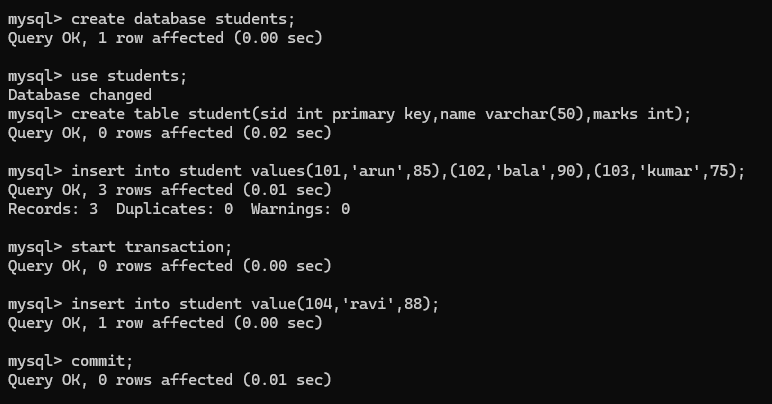 mysql> create database students;
Query OK, 1 row affected (0.00 sec)
mysql> use students;
Database changed
mysql> create table student(sid int primary key,name varchar(50),marks int);
Query OK, 0 rows affected (0.02 sec)
mysql> insert into student values(101,'arun',85),(102,'bala',90),(103,'kumar',75);
Query OK, 3 rows affected (0.01 sec)
Records: 3  Duplicates: 0  Warnings: 0
mysql> start transaction;
Query OK, 0 rows affected (0.00 sec)
mysql> insert into student value(104,'ravi',88);
Query OK, 1 row affected (0.00 sec)
mysql> commit;
Query OK, 0 rows affected (0.01 sec)